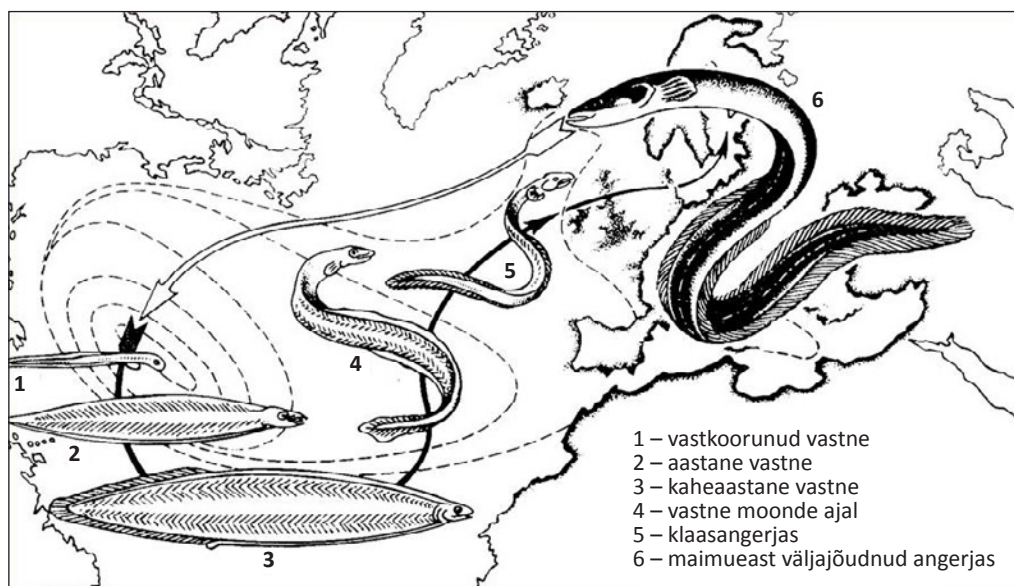 6
5
4
1
2
3
1 – vastkoorunud vastne
2 – aastane vastne
3 – kaheaastane vastne
4 – vastne moonde ajal
5 – klaasangerjas
6 – maimueast väljajõudnud angerjas